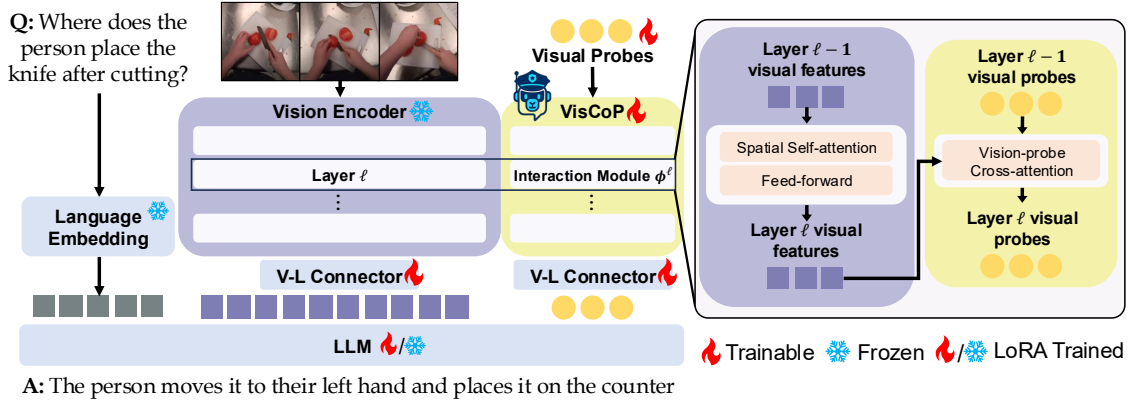 Q: Where does the
person place the
knife after cutting?
Visual Probes
Vision Encoder
VisCoP
Layer ℓ
Interaction Module ϕ^ℓ
⋮
⋮
Language
Embedding
V-L Connector
V-L Connector
LLM
/
A: The person moves it to their left hand and places it on the counter
Layer ℓ − 1
visual features
Spatial Self-attention
Feed-forward
Layer ℓ visual
features
Layer ℓ − 1
visual probes
Vision-probe
Cross-attention
Layer ℓ visual
probes
Trainable
Frozen
/
LoRA Trained